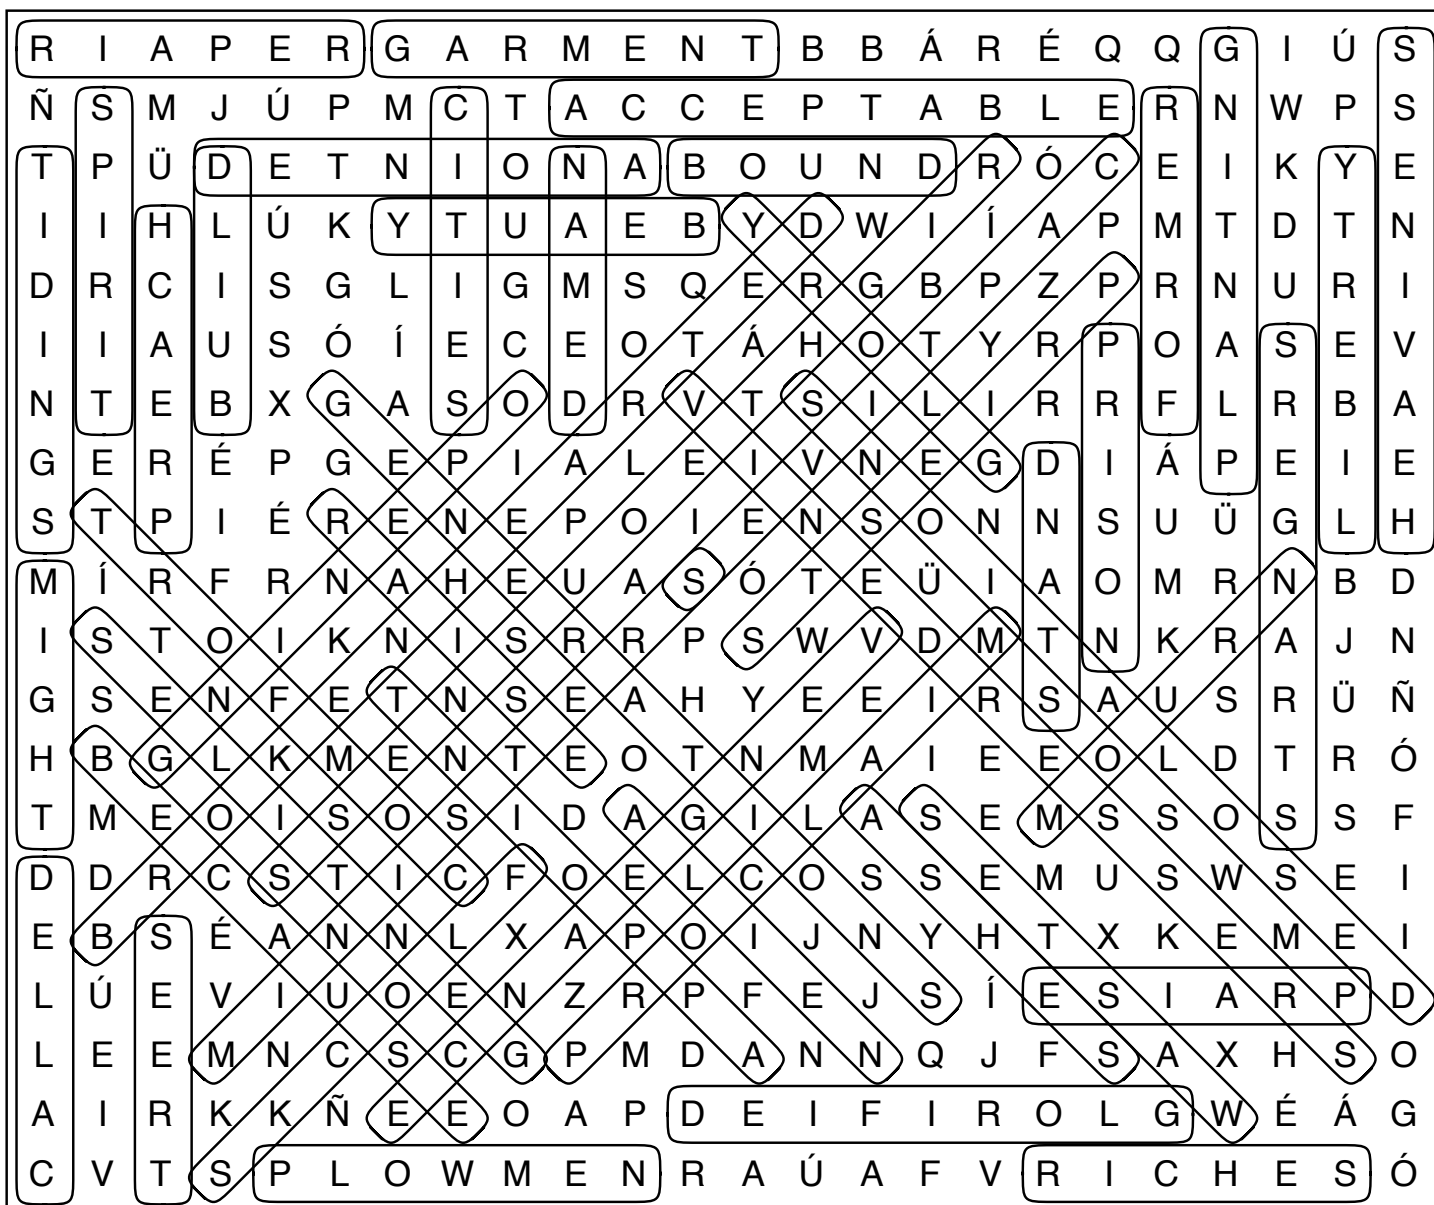 R I A P E R G A R M E N T B B Á R É Q Q G I Ú S
Ñ S M J Ú P M C T A C C E P T A B L E R N W P S
T P Ü D E T N I O N A B O U N D R Ó C E I K Y E
I I H L Ú K Y T U A E B Y D W I Í A P M T D T N
D R C I S G L I G M S Q E R G B P Z P R N U R I
I I A U S Ó Í E C E O T Á H O T Y R P O A S E V
N T E B X G A S O D R V T S I L I R R F L R B A
G E R É P G E P I A L E I V N E G D I Á P E I E
S T P I É R E N E P O I E N S O N N S U Ü G L H
M Í R F R N A H E U A S Ó T E Ü I A O M R N B D
I S T O I K N I S R R P S W V D M T N K R A J N
G S E N F E T N S E A H Y E E I R S A U S R Ü Ñ
H B G L K M E N T E O T N M A I E E O L D T R Ó
T M E O I S O S I D A G I L A S E M S S O S S F
D D R C S T I C F O E L C O S S E M U S W S E I
E B S É A N N L X A P O I J N Y H T X K E M E I
L Ú E V I U O E N Z R P F E J S Í E S I A R P D
L E E M N C S C G P M D A N N Q J F S A X H S O
A I R K K Ñ E E O A P D E I F I R O L G W É Á G
C V T S P L O W M E N R A Ú A F V R I C H E S Ó